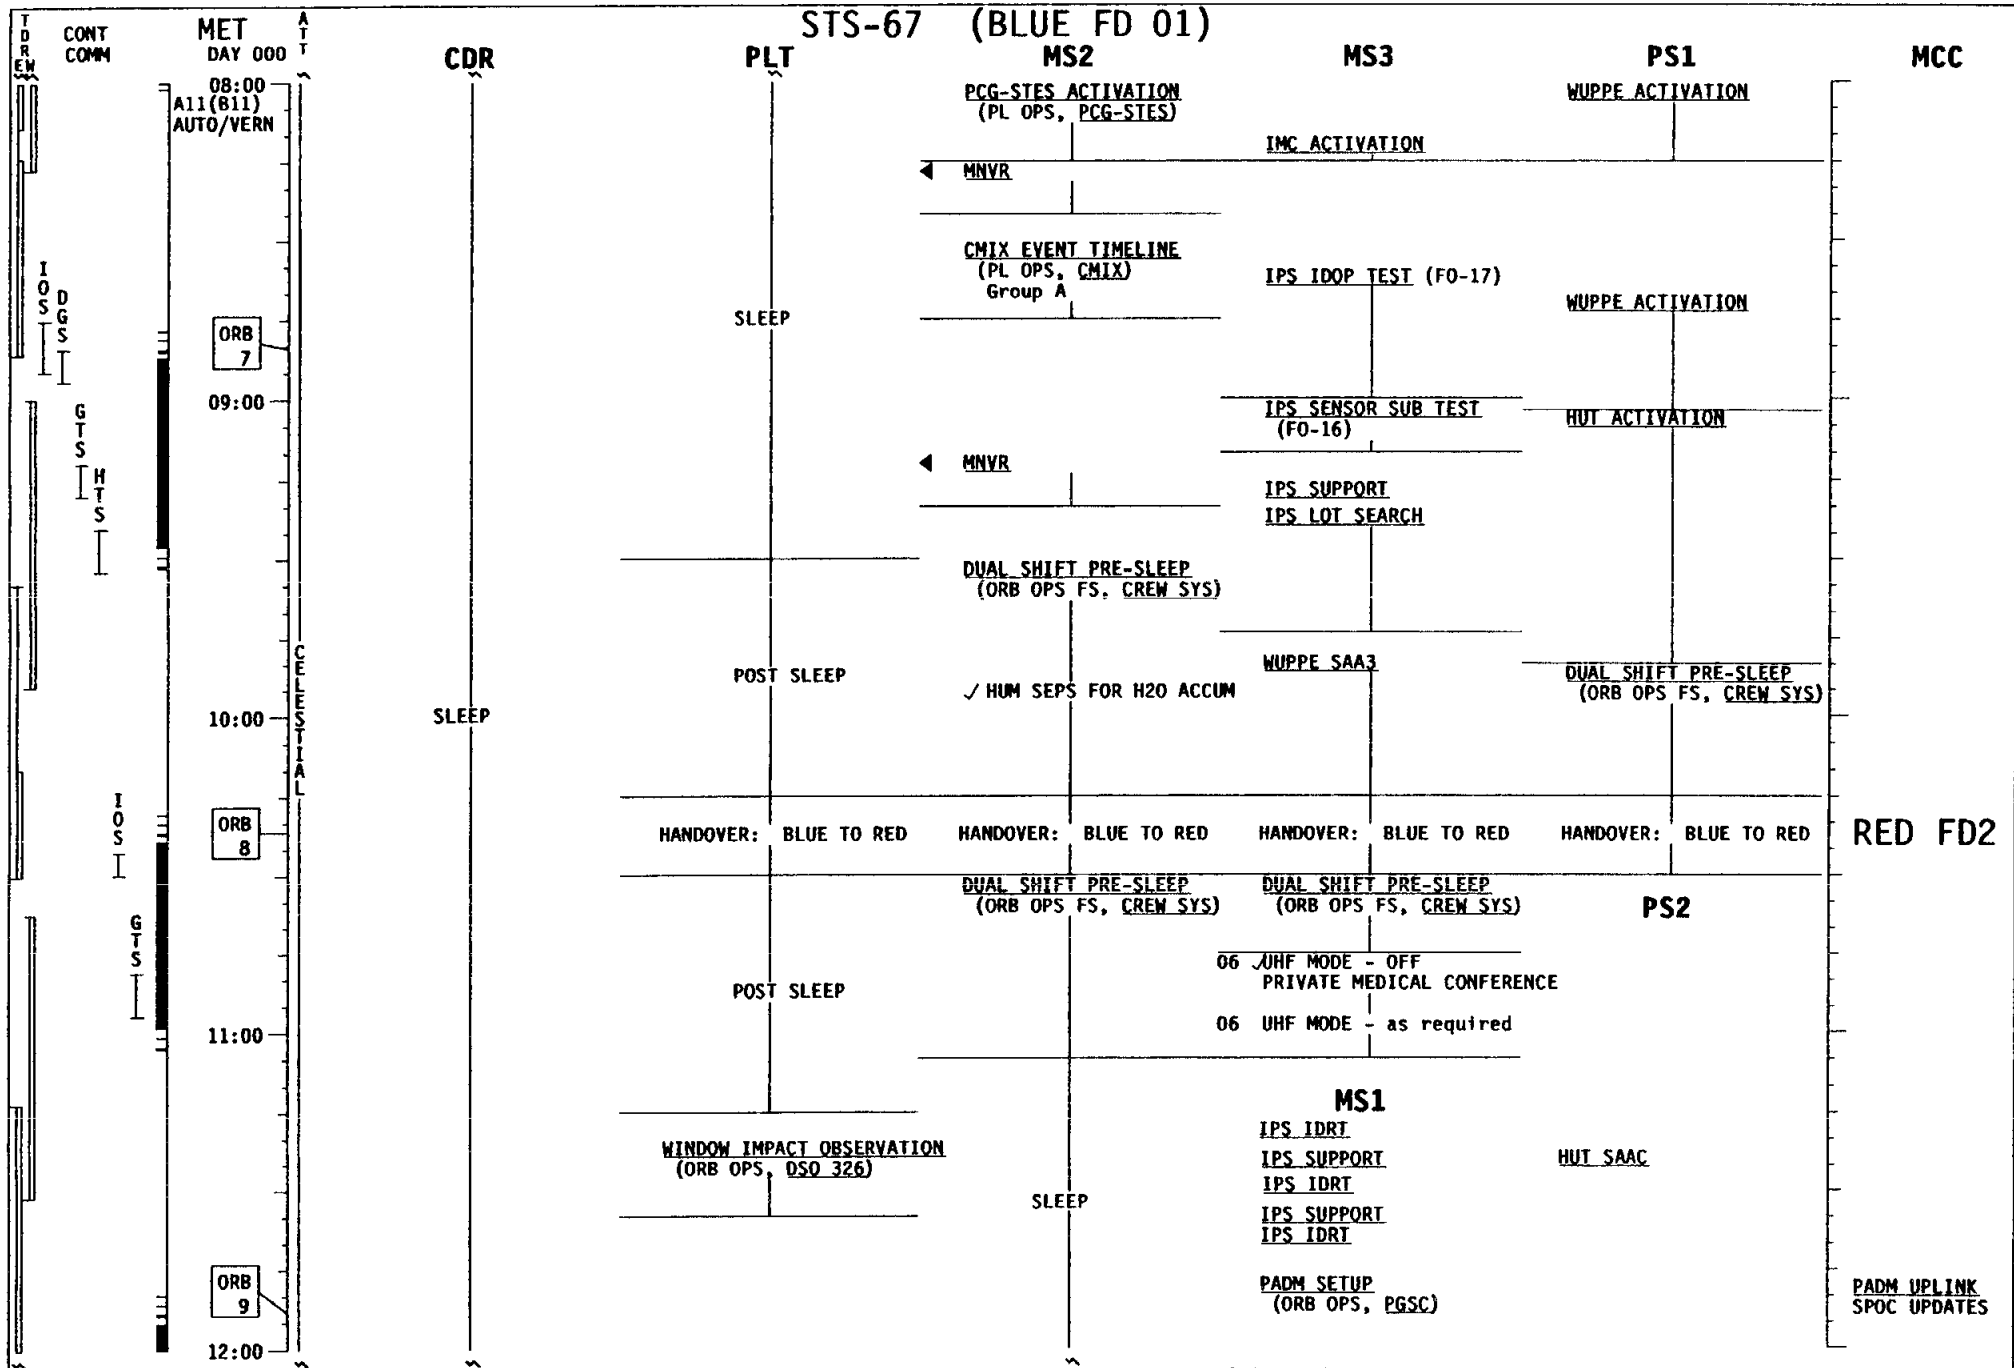 STS-67 (BLUE FD 01)
TDRE W
CONT COMM
MET
DAY 000
ATT
CDR
PLT
MS2
MS3
PS1
MCC
08:00
A11(B11)
AUTO/VERN
PCG-STES ACTIVATION
(PL OPS, PCG-STES)
WUPPE ACTIVATION
IMC ACTIVATION
MNVR
CMIX EVENT TIMELINE
(PL OPS, CMIX)
Group A
IPS IDOP TEST (FO-17)
WUPPE ACTIVATION
IOS
DGS
SLEEP
ORB
7
09:00
IPS SENSOR SUB TEST
(FO-16)
HUT ACTIVATION
GTS
HTS
MNVR
IPS SUPPORT
IPS LOT SEARCH
DUAL SHIFT PRE-SLEEP
(ORB OPS FS, CREW SYS)
CELESTIAL
POST SLEEP
WUPPE SAA3
DUAL SHIFT PRE-SLEEP
(ORB OPS FS, CREW SYS)
✓ HUM SEPS FOR H2O ACCUM
10:00
SLEEP
IOS
ORB
8
HANDOVER: BLUE TO RED
HANDOVER: BLUE TO RED
HANDOVER: BLUE TO RED
HANDOVER: BLUE TO RED
RED FD2
DUAL SHIFT PRE-SLEEP
(ORB OPS FS, CREW SYS)
DUAL SHIFT PRE-SLEEP
(ORB OPS FS, CREW SYS)
PS2
GTS
06 ✓UHF MODE - OFF
PRIVATE MEDICAL CONFERENCE
POST SLEEP
06 UHF MODE - as required
11:00
MS1
IPS IDRT
WINDOW IMPACT OBSERVATION
(ORB OPS, DSO 326)
IPS SUPPORT
HUT SAAC
IPS IDRT
SLEEP
IPS SUPPORT
IPS IDRT
ORB
9
PADM SETUP
(ORB OPS, PGSC)
PADM UPLINK
SPOC UPDATES
12:00